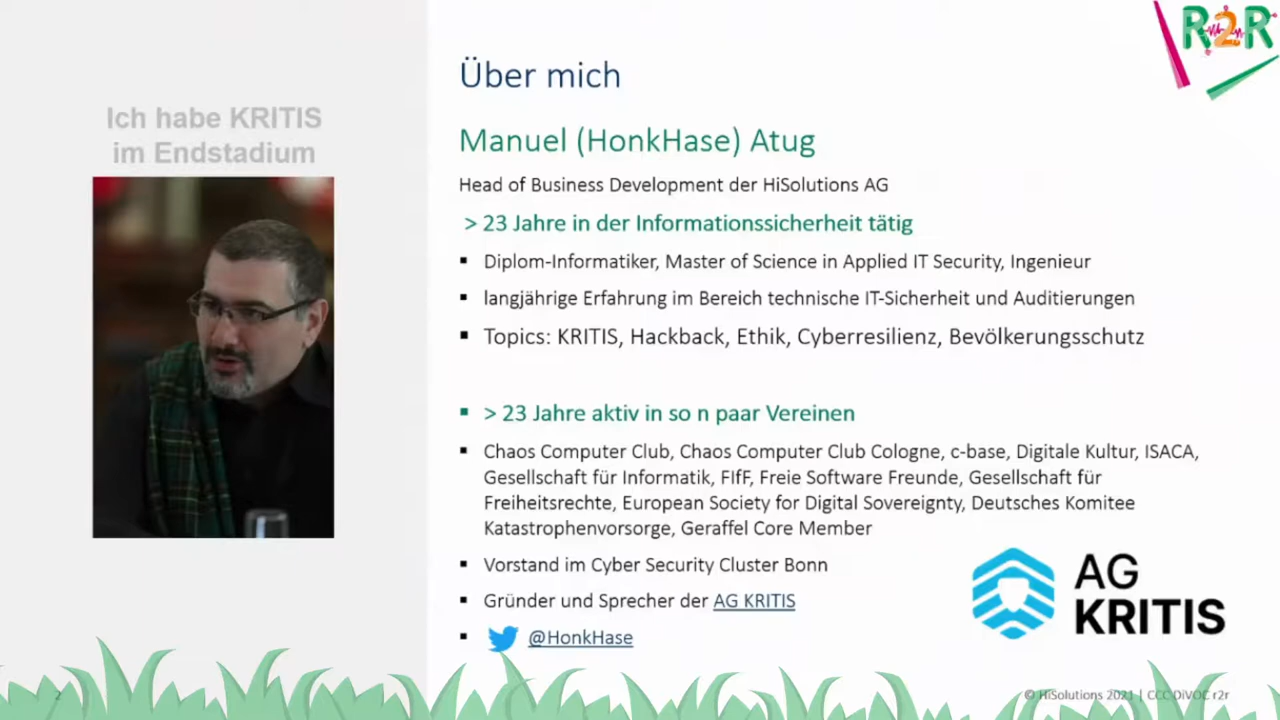 R2R
Über mich
Ich habe KRITIS
im Endstadium
Manuel (HonkHase) Atug
Head of Business Development der HiSolutions AG
> 23 Jahre in der Informationssicherheit tätig
▪ Diplom-Informatiker, Master of Science in Applied IT Security, Ingenieur
▪ langjährige Erfahrung im Bereich technische IT-Sicherheit und Auditierungen
▪ Topics: KRITIS, Hackback, Ethik, Cyberresilienz, Bevölkerungsschutz
▪ > 23 Jahre aktiv in so n paar Vereinen
▪ Chaos Computer Club, Chaos Computer Club Cologne, c-base, Digitale Kultur, ISACA,
Gesellschaft für Informatik, FIfF, Freie Software Freunde, Gesellschaft für
Freiheitsrechte, European Society for Digital Sovereignty, Deutsches Komitee
Katastrophenvorsorge, Geraffel Core Member
▪ Vorstand im Cyber Security Cluster Bonn
▪ Gründer und Sprecher der AG KRITIS
▪ @HonkHase
AG
KRITIS
© HiSolutions 2021 | CCC DiVOC r2r